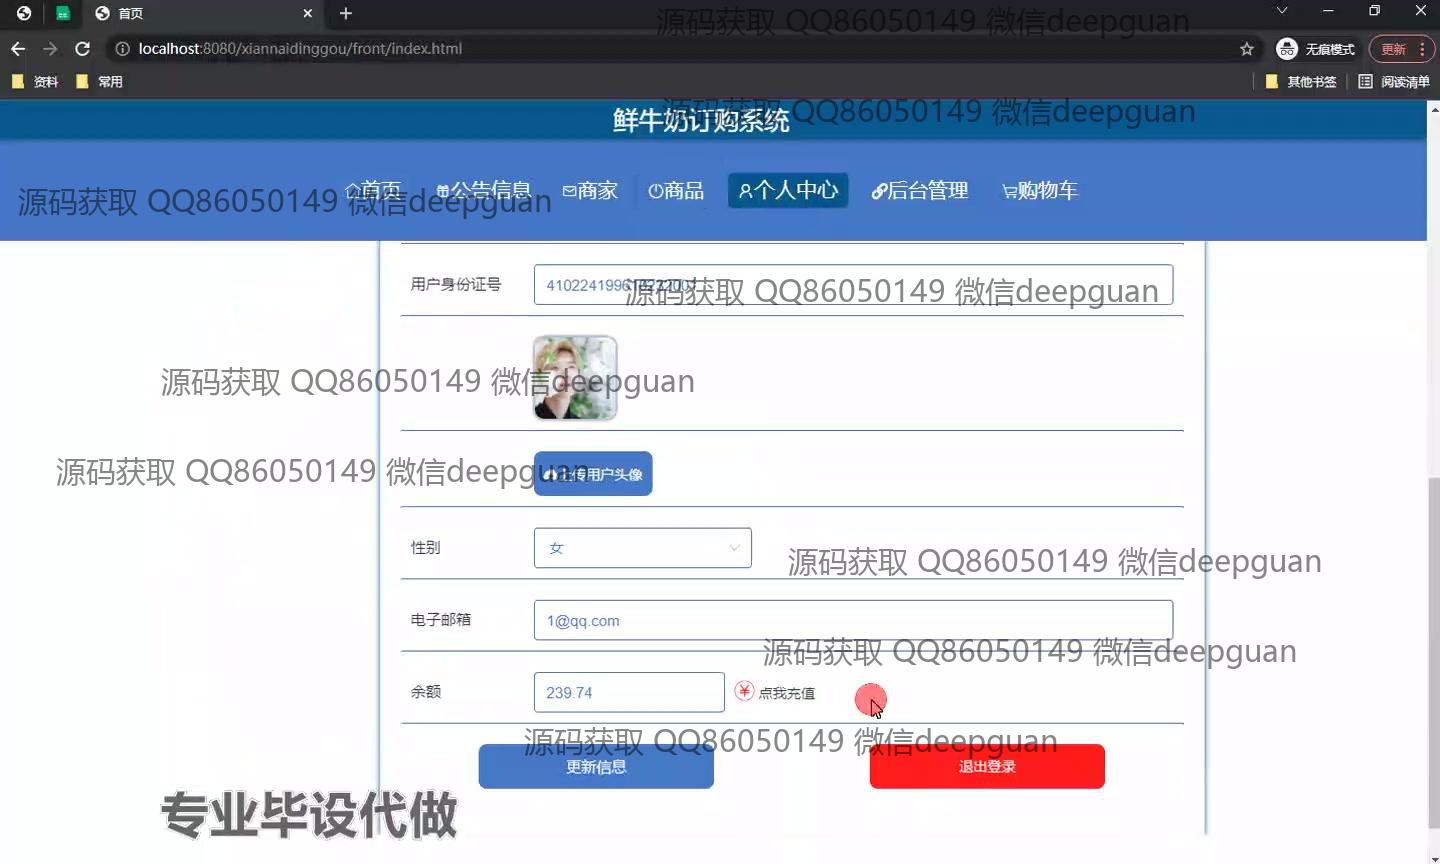 首页
localhost:8080/xiannaidinggou/front/index.html
无痕模式
更新
资料
常用
其他书签
阅读清单
源码获取 QQ86050149 微信deepguan
鲜牛奶订购系统
源码获取 QQ86050149 微信deepguan
首页
公告信息
商家
商品
个人中心
后台管理
购物车
源码获取 QQ86050149 微信deepguan
用户身份证号
源码获取 QQ86050149 微信deepguan
源码获取 QQ86050149 微信deepguan
上传用户头像
源码获取 QQ86050149 微信deepguan
性别
女
源码获取 QQ86050149 微信deepguan
电子邮箱
1@qq.com
源码获取 QQ86050149 微信deepguan
余额
239.74
¥ 点我充值
源码获取 QQ86050149 微信deepguan
更新信息
退出登录
专业毕设代做